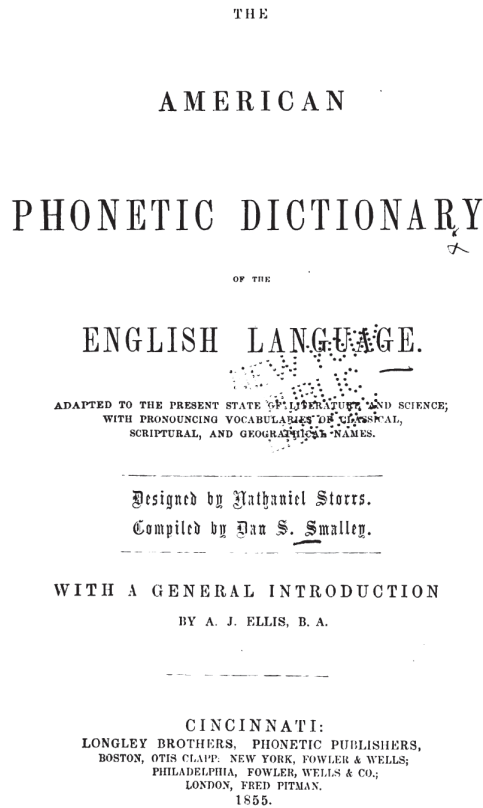 THE
AMERICAN
PHONETIC DICTIONARY
OF THE
ENGLISH LANGUAGE.
NEW YORK
PUBLIC
ADAPTED TO THE PRESENT STATE OF LITERATURE AND SCIENCE;
WITH PRONOUNCING VOCABULARIES OF CLASSICAL,
SCRIPTURAL, AND GEOGRAPHICAL NAMES.
Designed by Nathaniel Storrs.
Compiled by Dan S. Smalley.
WITH A GENERAL INTRODUCTION
BY A. J. ELLIS, B. A.
CINCINNATI:
LONGLEY BROTHERS, PHONETIC PUBLISHERS,
BOSTON, OTIS CLAPP: NEW YORK, FOWLER & WELLS;
PHILADELPHIA, FOWLER, WELLS & CO.;
LONDON, FRED PITMAN.
1855.